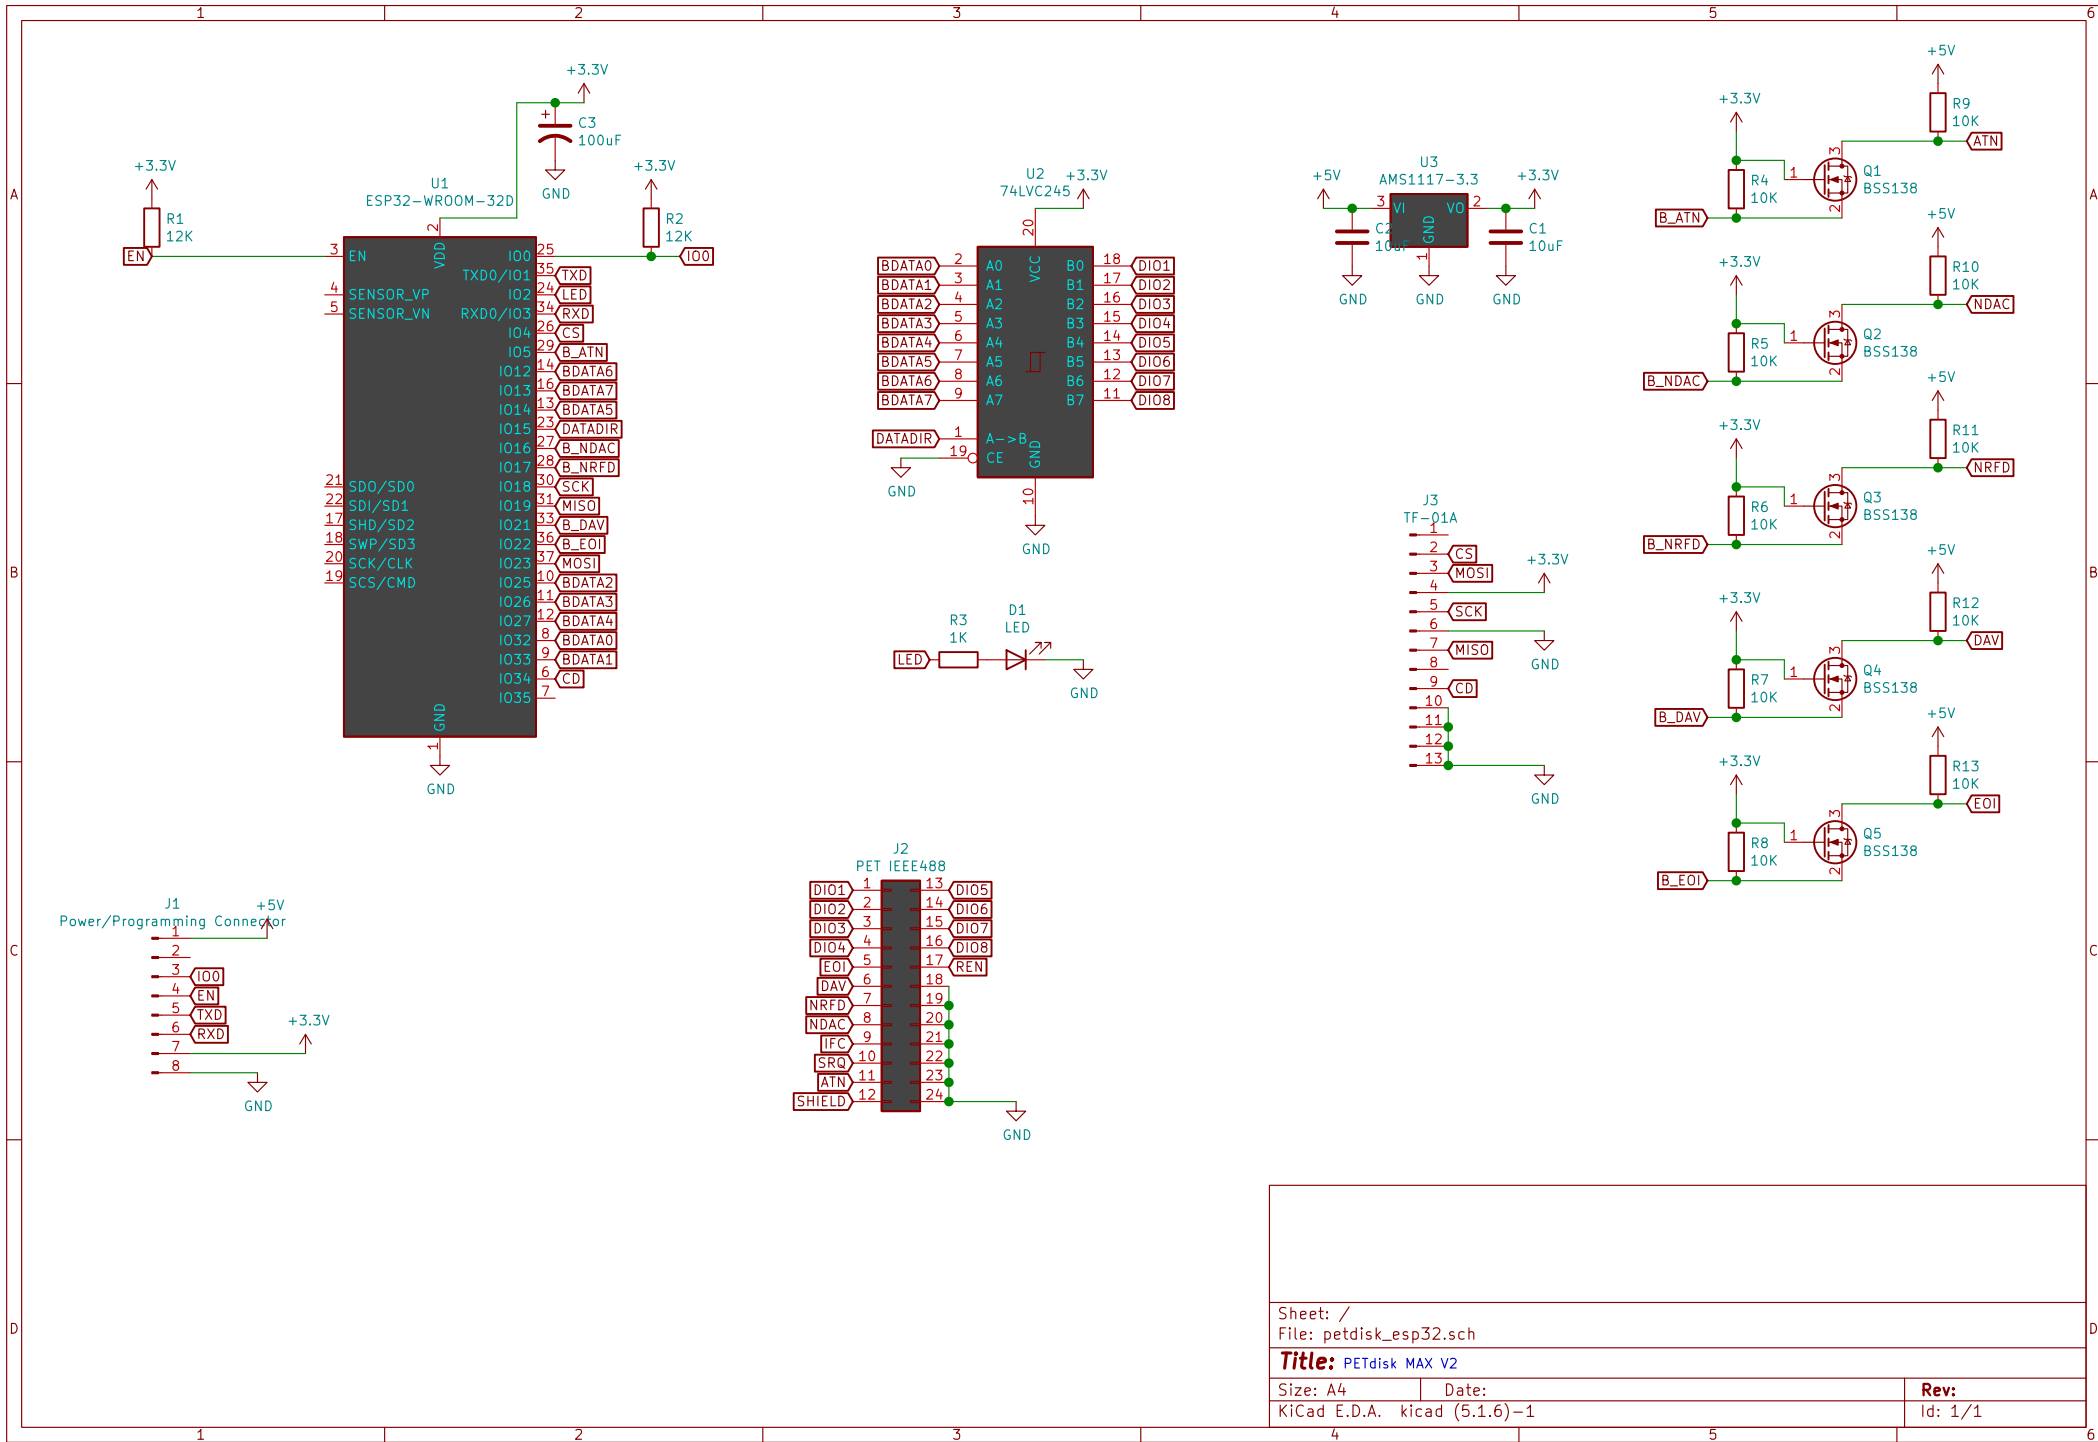 1 2 3 4 5 6
A
B
C
D
+3.3V
C3
100uF
+3.3V
R1
12K
EN
U1
ESP32-WROOM-32D
+3.3V
R2
12K
IO0
2
VDD
3 EN
4 SENSOR_VP
5 SENSOR_VN
21 SDO/SD0
22 SDI/SD1
17 SHD/SD2
18 SWP/SD3
20 SCK/CLK
19 SCS/CMD
IO0 25
TXD0/IO1 35 TXD
IO2 24 LED
RXD0/IO3 34 RXD
IO4 26 CS
IO5 29 B_ATN
IO12 14 BDATA6
IO13 16 BDATA7
IO14 13 BDATA5
IO15 23 DATADIR
IO16 27 B_NDAC
IO17 28 B_NRFD
IO18 30 SCK
IO19 31 MISO
IO21 33 B_DAV
IO22 36 B_EOI
IO23 37 MOSI
IO25 10 BDATA2
IO26 11 BDATA3
IO27 12 BDATA4
IO32 8 BDATA0
IO33 9 BDATA1
IO34 6 CD
IO35 7
GND
1
GND
+
GND
U2
74LVC245
+3.3V
20
VCC
BDATA0 2 A0 B0 18 DIO1
BDATA1 3 A1 B1 17 DIO2
BDATA2 4 A2 B2 16 DIO3
BDATA3 5 A3 B3 15 DIO4
BDATA4 6 A4 B4 14 DIO5
BDATA5 7 A5 B5 13 DIO6
BDATA6 8 A6 B6 12 DIO7
BDATA7 9 A7 B7 11 DIO8
DATADIR 1 A->B
19 CE
GND
GND
10
GND
U3
AMS1117-3.3
+5V
+3.3V
3 VI VO 2
GND
1
C2
10uF
C1
10uF
GND GND GND
R3
1K
D1
LED
LED
GND
J3
TF-01A
1
2 CS
3 MOSI
4
+3.3V
5 SCK
6
GND
7 MISO
8
9 CD
10
11
12
13
GND
+5V
R9
10K
ATN
+3.3V
R4
10K
B_ATN
1
3
2
Q1
BSS138
+5V
R10
10K
NDAC
+3.3V
R5
10K
B_NDAC
1
3
2
Q2
BSS138
+5V
R11
10K
NRFD
+3.3V
R6
10K
B_NRFD
1
3
2
Q3
BSS138
+5V
R12
10K
DAV
+3.3V
R7
10K
B_DAV
1
3
2
Q4
BSS138
+5V
R13
10K
EOI
+3.3V
R8
10K
B_EOI
1
3
2
Q5
BSS138
J1
Power/Programming Connector
+5V
1
2
3 IO0
4 EN
5 TXD
6 RXD
7
+3.3V
8
GND
J2
PET IEEE488
DIO1 1 13 DIO5
DIO2 2 14 DIO6
DIO3 3 15 DIO7
DIO4 4 16 DIO8
EOI 5 17 REN
DAV 6 18
NRFD 7 19
NDAC 8 20
IFC 9 21
SRQ 10 22
ATN 11 23
SHIELD 12 24
GND
Sheet: /
File: petdisk_esp32.sch
Title: PETdisk MAX V2
Size: A4 Date: Rev:
KiCad E.D.A. kicad (5.1.6)-1 Id: 1/1
A
B
C
D
1 2 3 4 5 6